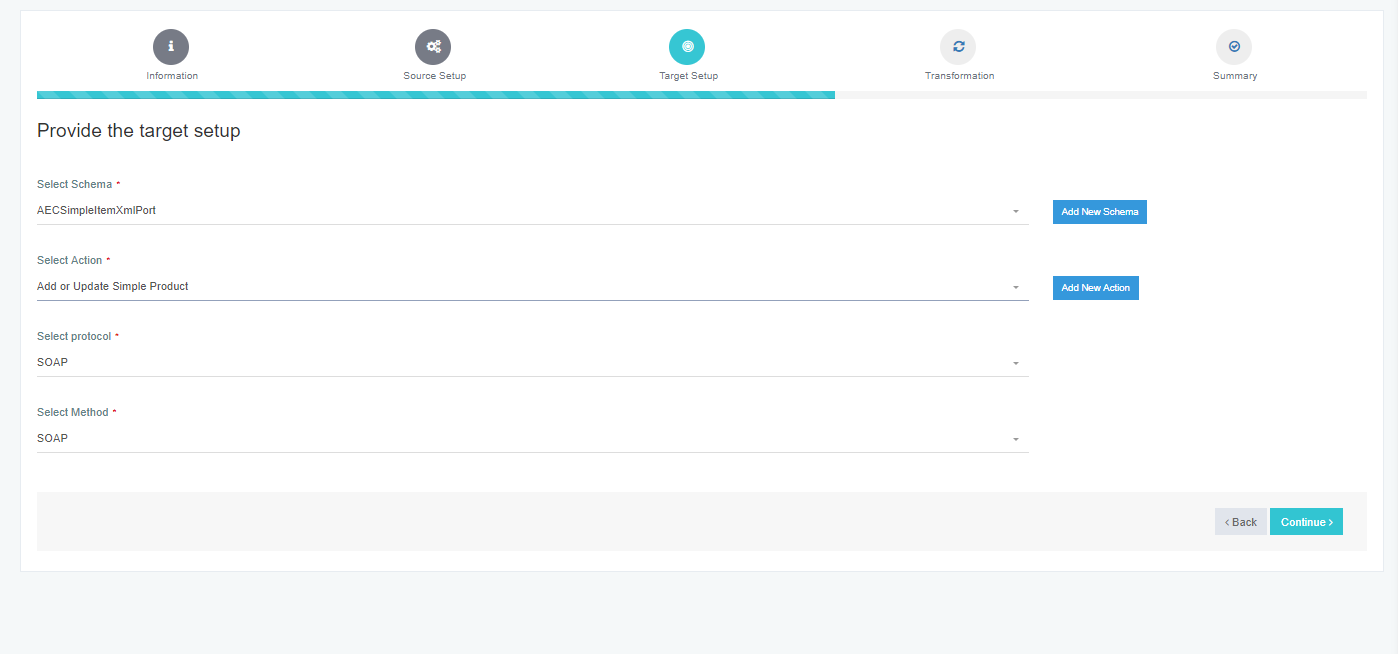 Information
Source Setup
Target Setup
Transformation
Summary
Provide the target setup
Select Schema *
AECSimpleItemXmlPort
Add New Schema
Select Action *
Add or Update Simple Product
Add New Action
Select protocol *
SOAP
Select Method *
SOAP
‹ Back
Continue ›